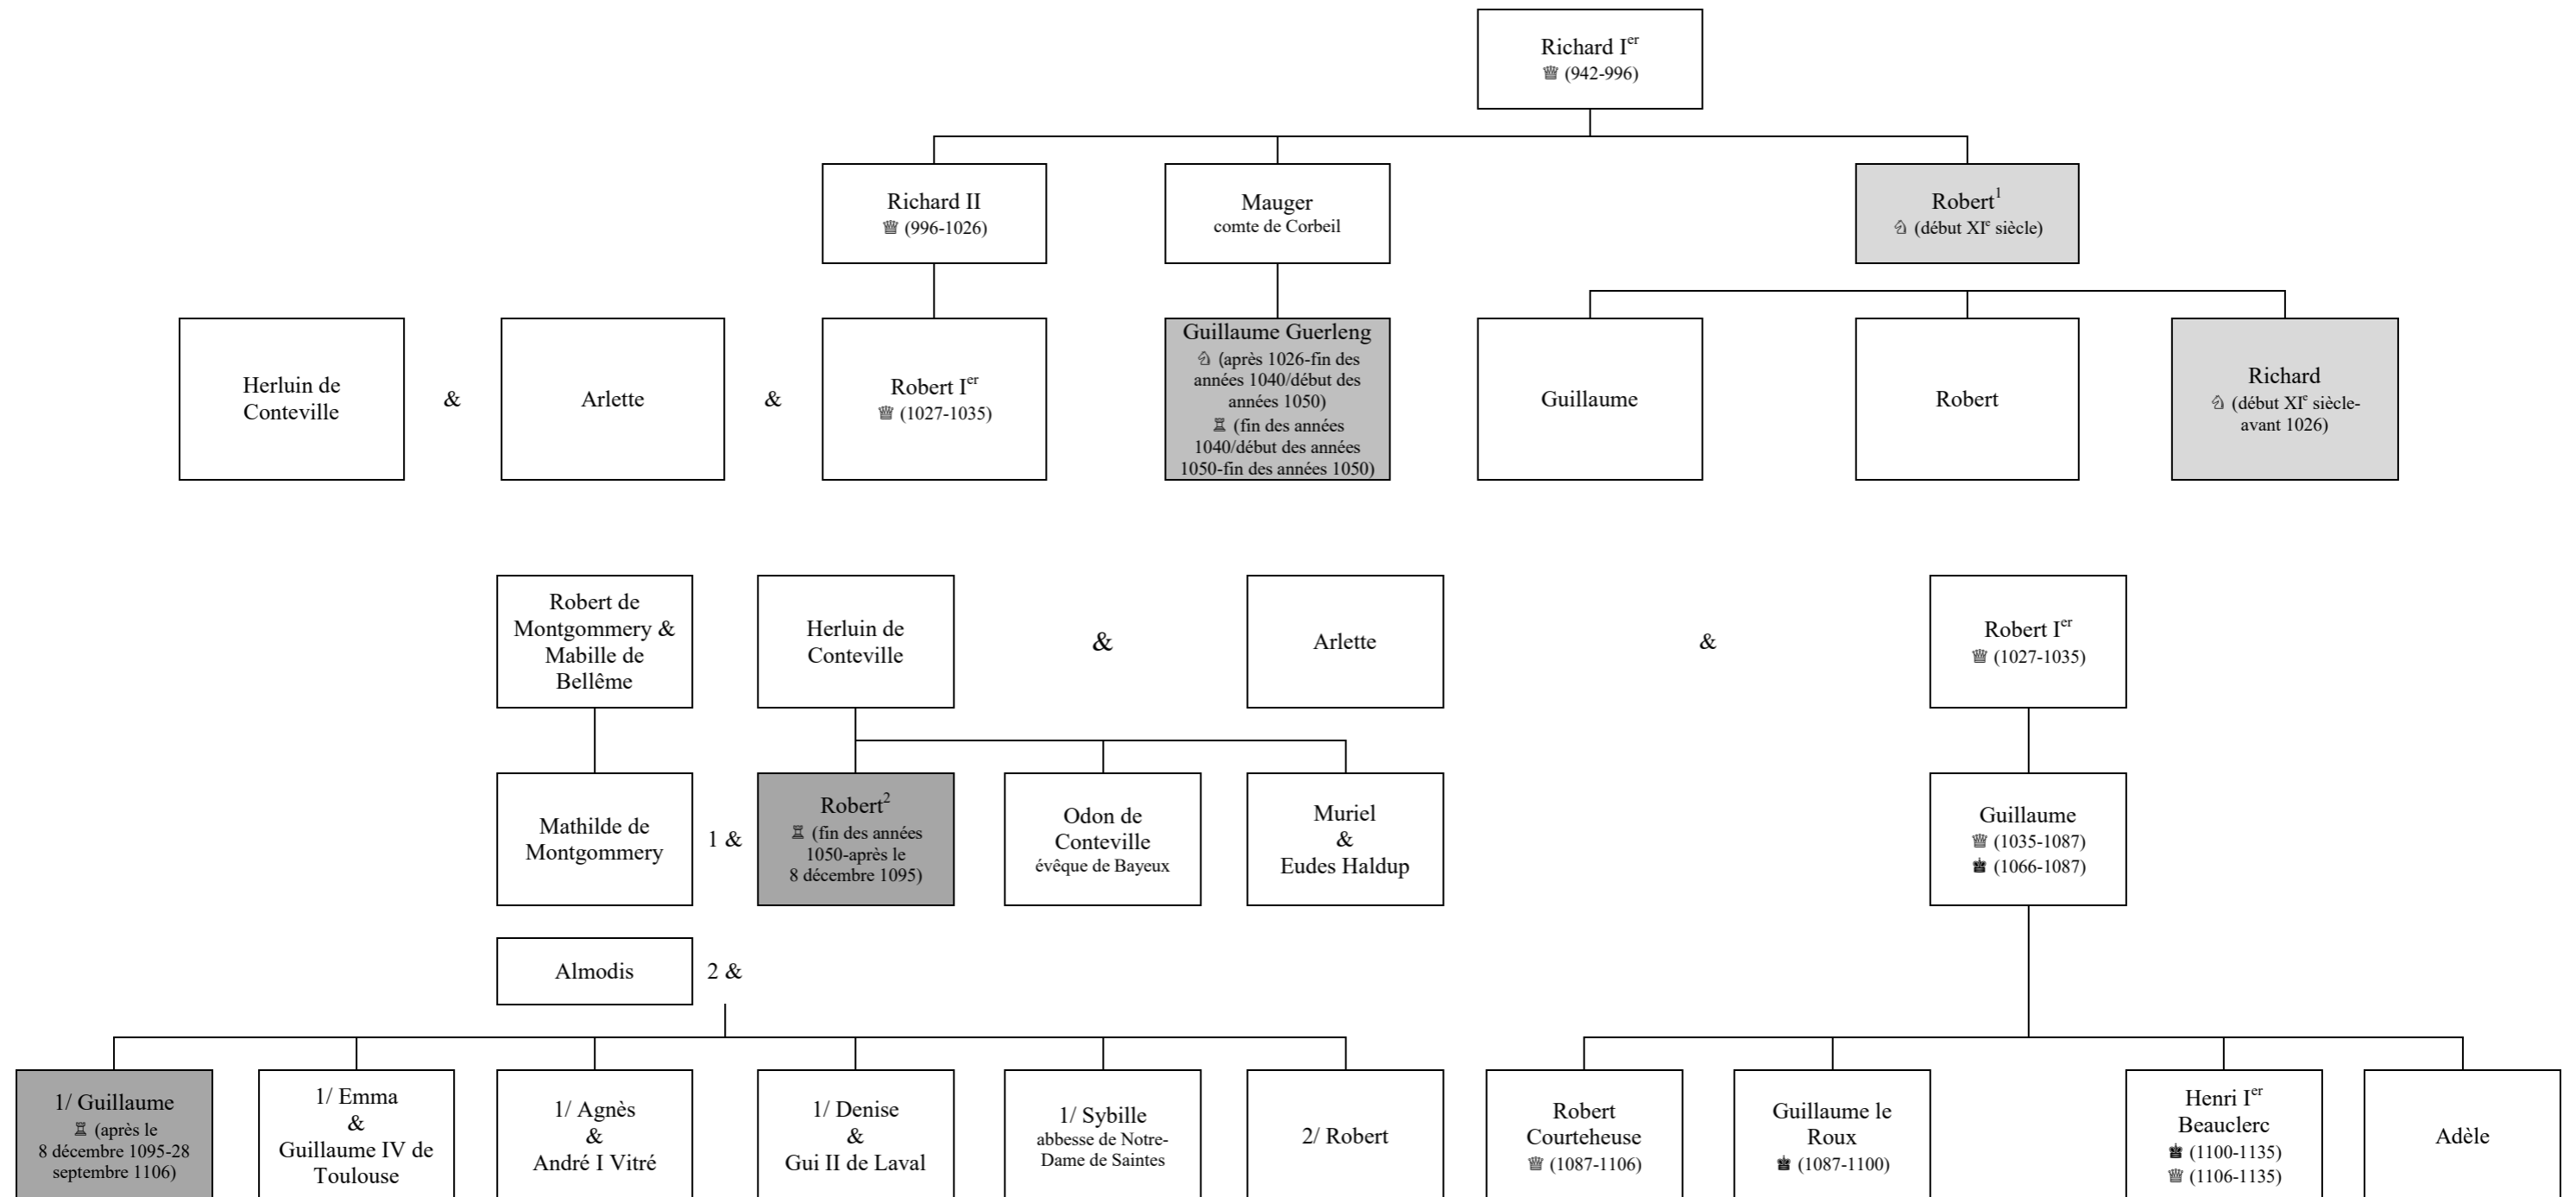 Richard Ier
♕ (942-996)
Richard II
♕ (996-1026)
Mauger
comte de Corbeil
Robert1
♘ (début XIe siècle)
Herluin de
Conteville
&
Arlette
&
Robert Ier
♕ (1027-1035)
Guillaume Guerleng
♘ (après 1026-fin des
années 1040/début des
années 1050)
♖ (fin des années
1040/début des années
1050-fin des années 1050)
Guillaume
Robert
Richard
♘ (début XIe siècle-
avant 1026)
Robert de
Montgommery &
Mabille de
Bellême
Herluin de
Conteville
&
Arlette
&
Robert Ier
♕ (1027-1035)
Mathilde de
Montgommery
1 &
Robert2
♖ (fin des années
1050-après le
8 décembre 1095)
Odon de
Conteville
évêque de Bayeux
Muriel
&
Eudes Haldup
Guillaume
♕ (1035-1087)
♚ (1066-1087)
Almodis
2 &
1/ Guillaume
♖ (après le
8 décembre 1095-28
septembre 1106)
1/ Emma
&
Guillaume IV de
Toulouse
1/ Agnès
&
André I Vitré
1/ Denise
&
Gui II de Laval
1/ Sybille
abbesse de Notre-
Dame de Saintes
2/ Robert
Robert
Courteheuse
♕ (1087-1106)
Guillaume le
Roux
♚ (1087-1100)
Henri Ier
Beauclerc
♚ (1100-1135)
♕ (1106-1135)
Adèle